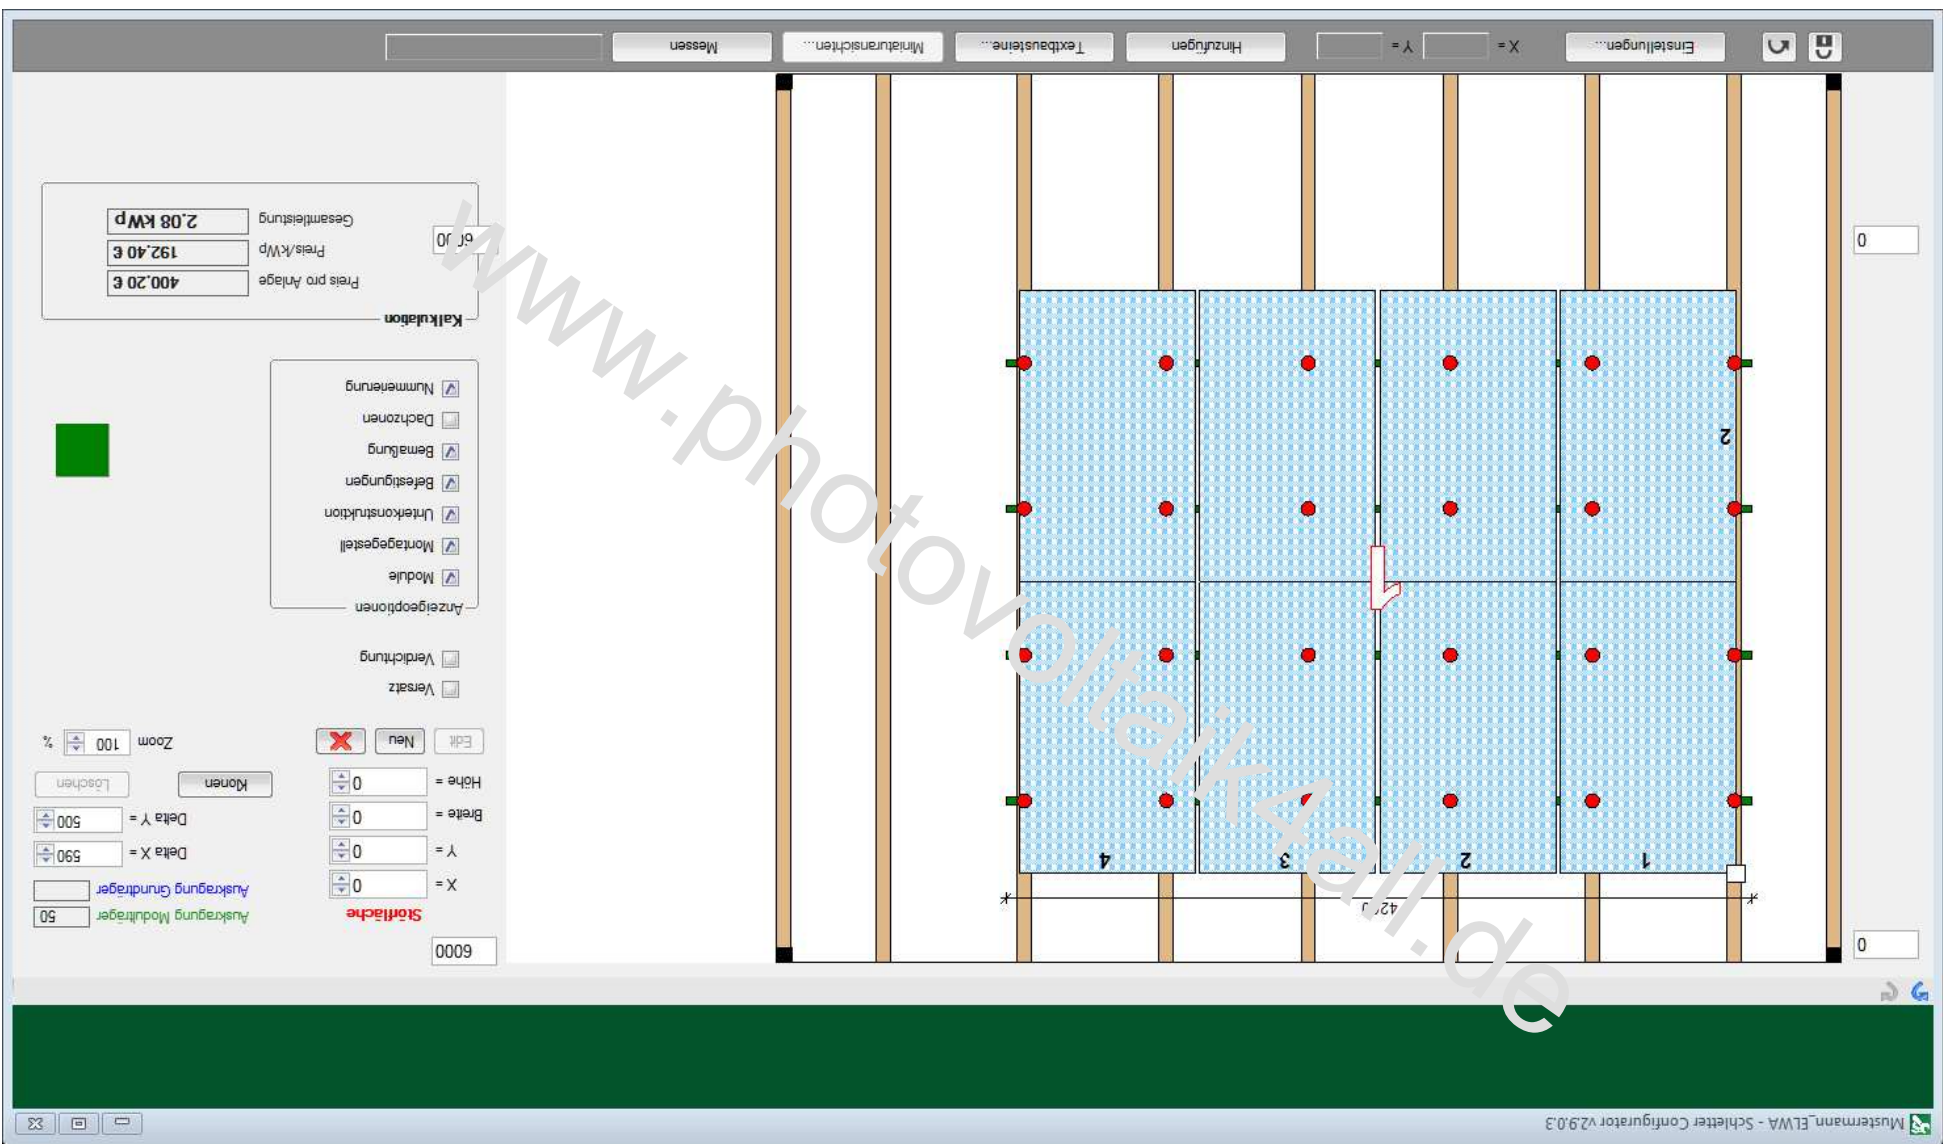 Mustermann_ELWA - Schletter Configurator v2.9.0.3
0
6000
1
2
3
4
2
1
0
Störfläche
X =
0
Y =
0
Breite =
0
Höhe =
0
Edit
Neu
Auskragung Modulträger
50
Auskragung Grundträger
Delta X =
590
Delta Y =
500
Löschen
Zoom
100
%
Versatz
Verdichtung
Anzeigeoptionen
Module
Montagegestell
Unterkonstruktion
Befestigungen
Bemaßung
Dachzonen
Nummerierung
Kalkulation
Preis pro Anlage
400,20 €
Preis/kWp
192,40 €
Gesamtleistung
2.08 kWp
Einstellungen...
X =
Y =
Hinzufügen
Textbausteine...
Miniaturansichten...
Messen
www.photovoltaik4all.de